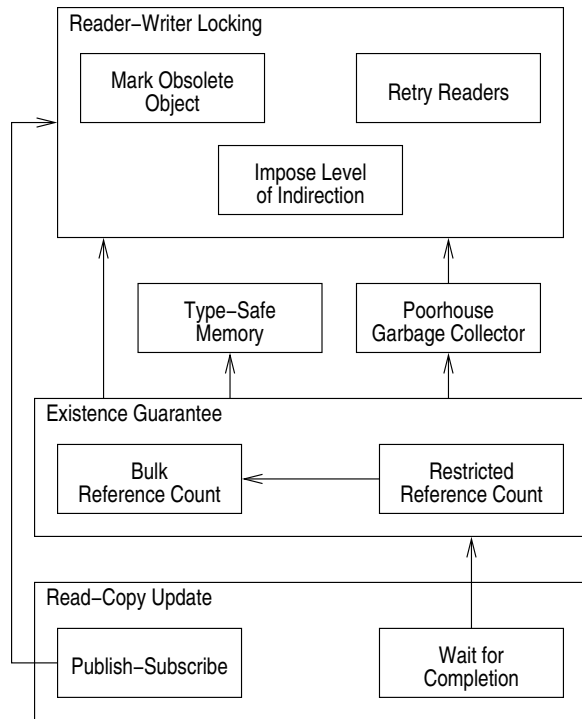 Reader−Writer Locking
Mark Obsolete
Object
Retry Readers
Impose Level
of Indirection
Type−Safe
Memory
Poorhouse
Garbage Collector
Existence Guarantee
Bulk
Reference Count
Restricted
Reference Count
Read−Copy Update
Publish−Subscribe
Wait for
Completion